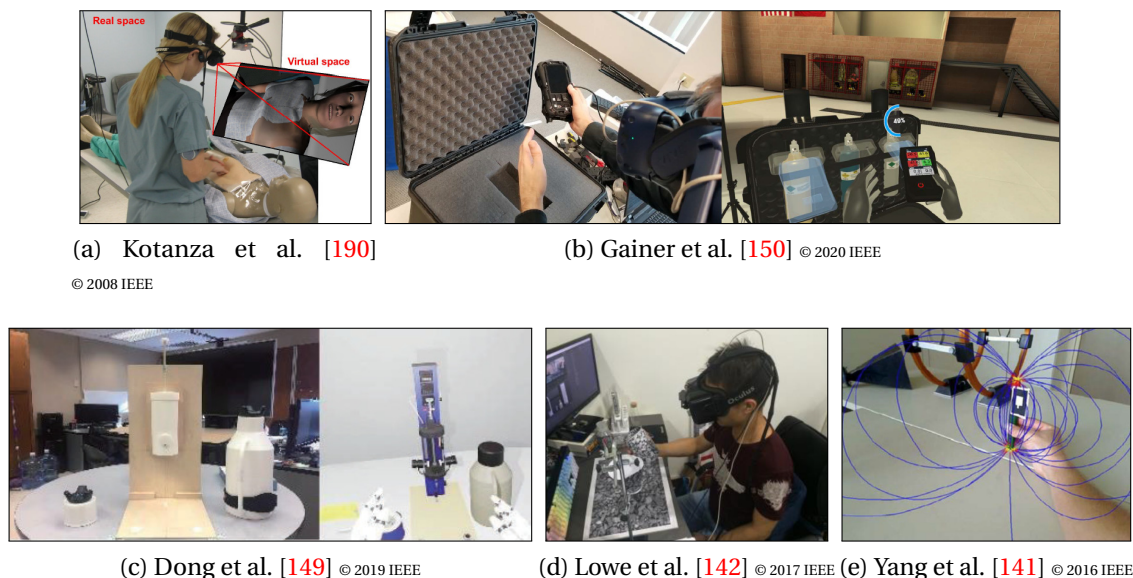 Real space
Virtual space
49%
(a) Kotanza et al. [190]
© 2008 IEEE
(b) Gainer et al. [150] © 2020 IEEE
Oculus
(c) Dong et al. [149] © 2019 IEEE
(d) Lowe et al. [142] © 2017 IEEE (e) Yang et al. [141] © 2016 IEEE